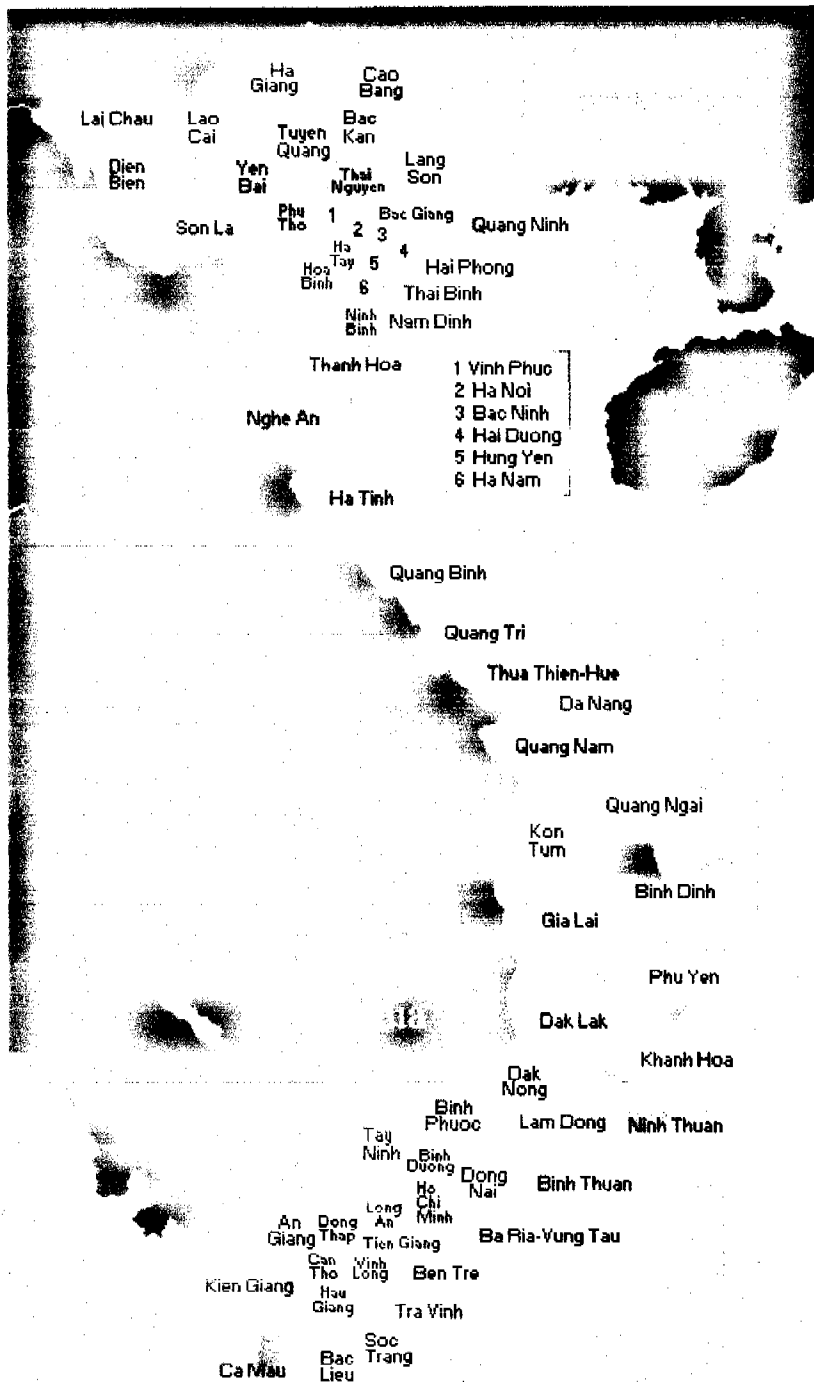 Ha
Giang
Cao
Bang
Lai Chau
Lao
Cai
Tuyen
Quang
Bac
Kan
Dien
Bien
Yen
Bai
Thai
Nguyen
Lang
Son
Son La
Phu
Tho
1
2
3
Bac Giang
Quang Ninh
Ha
Tay
4
5
Hai Phong
Hoa
Binh
6
Thai Binh
Ninh
Binh
Nam Dinh
Thanh Hoa
1 Vinh Phuc
2 Ha Noi
3 Bac Ninh
4 Hai Duong
5 Hung Yen
6 Ha Nam
Nghe An
Ha Tinh
Quang Binh
Quang Tri
Thua Thien-Hue
Da Nang
Quang Nam
Quang Ngai
Kon
Tum
Binh Dinh
Gia Lai
Phu Yen
Dak Lak
Khanh Hoa
Dak
Nong
Binh
Phuoc
Lam Dong
Ninh Thuan
Tay
Ninh
Binh
Duong
Dong
Nai
Binh Thuan
Ho
Chi
Minh
Long
An
An
Giang
Dong
Thap
Tien Giang
Ba Ria-Vung Tau
Can
Tho
Vinh
Long
Ben Tre
Kien Giang
Hau
Giang
Tra Vinh
Soc
Trang
Ca Mau
Bac
Lieu